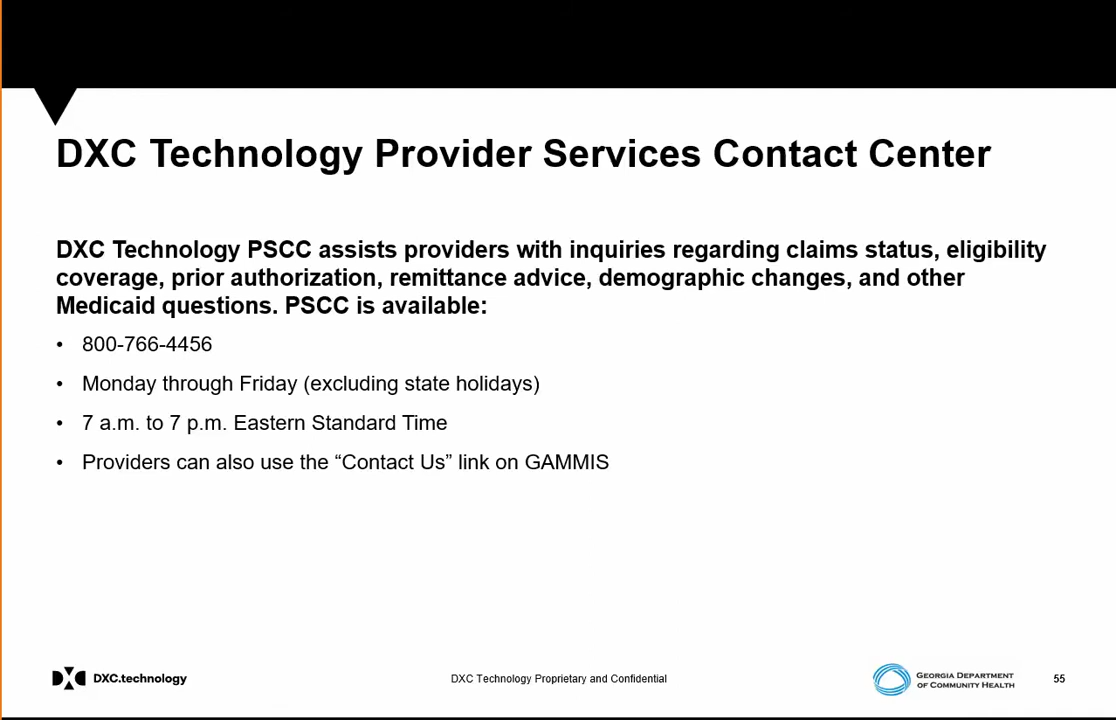 DXC Technology Provider Services Contact Center
DXC Technology PSCC assists providers with inquiries regarding claims status, eligibility
coverage, prior authorization, remittance advice, demographic changes, and other
Medicaid questions. PSCC is available:
• 800-766-4456
• Monday through Friday (excluding state holidays)
• 7 a.m. to 7 p.m. Eastern Standard Time
• Providers can also use the “Contact Us” link on GAMMIS
DXC.technology
DXC Technology Proprietary and Confidential
GEORGIA DEPARTMENT
OF COMMUNITY HEALTH
55